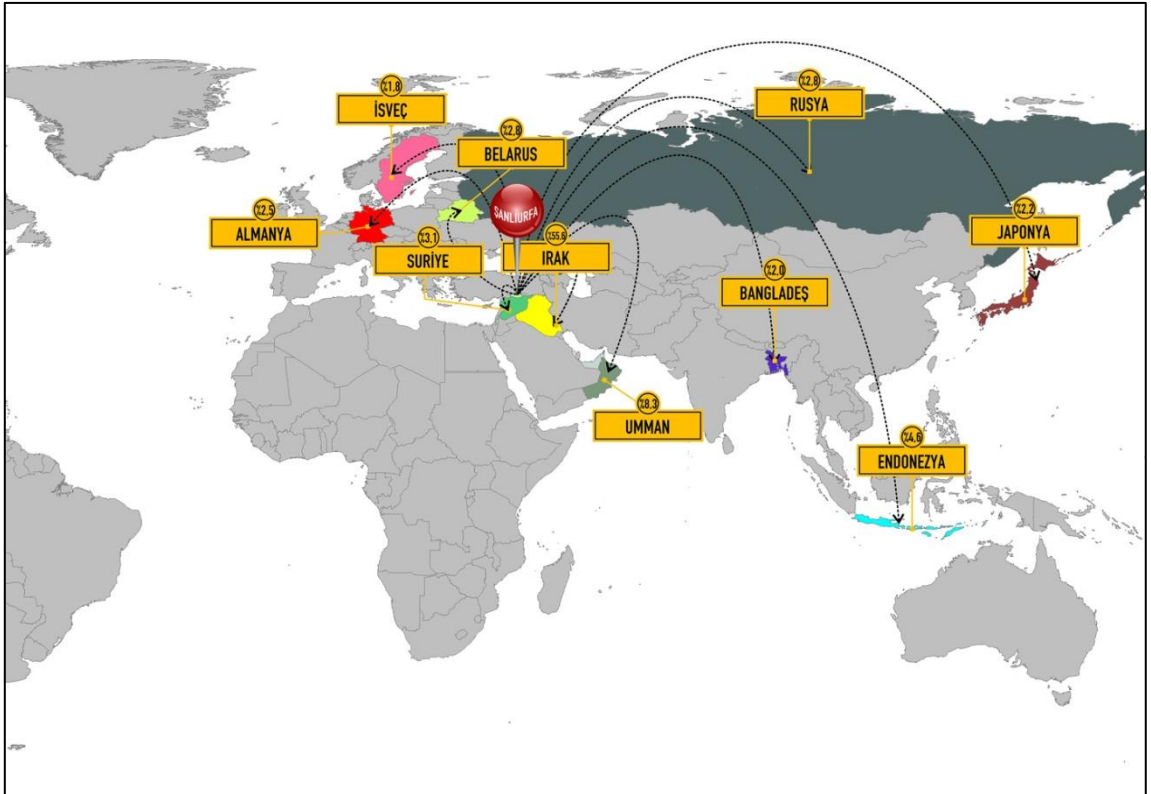 %1.8
İSVEÇ
%2.8
RUSYA
%2.8
BELARUS
ŞANLIURFA
%2.5
ALMANYA
%3.1
SURİYE
%55.6
IRAK
%2.2
JAPONYA
%2.0
BANGLADEŞ
%8.3
UMMAN
%4.6
ENDONEZYA